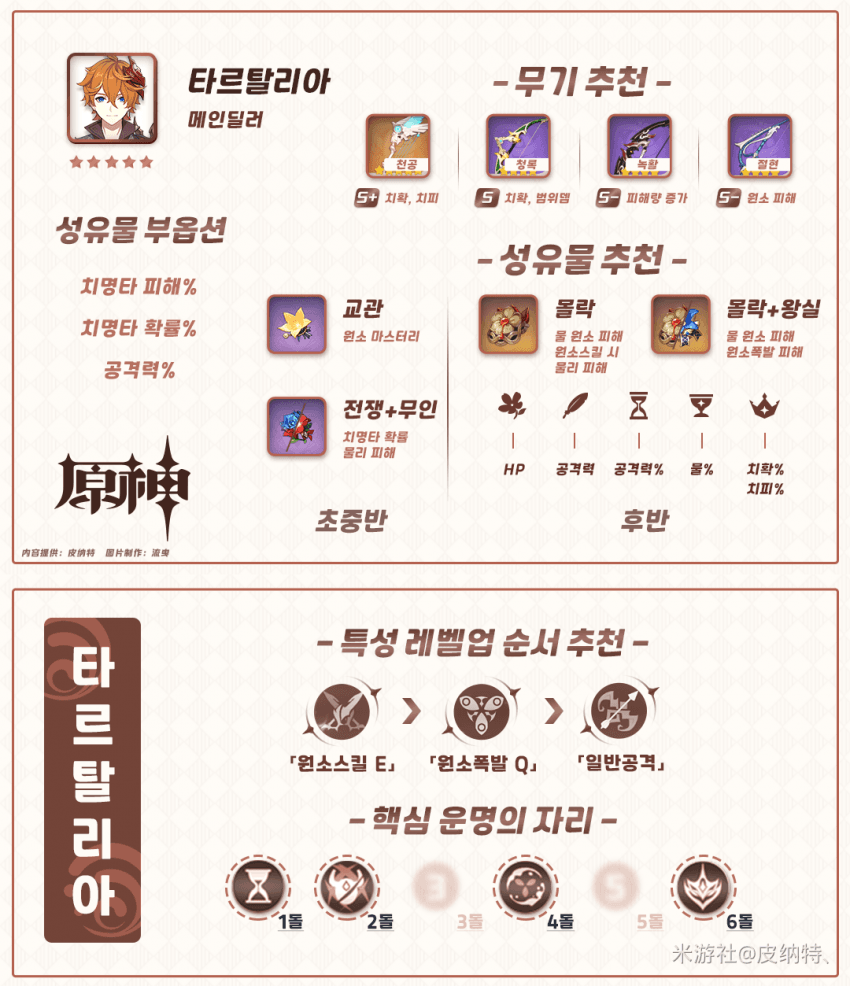 타르탈리아
메인딜러
성유물 부옵션
치명타 피해%
치명타 확률%
공격력%
原神
内容提供：皮纳特 图片制作：流曳
- 무기 추천 -
천공
청록
녹황
절현
S+ 치확, 치피
S 치확, 범위뎀
S- 피해량 증가
S- 원소 피해
- 성유물 추천 -
교관
원소 마스터리
전쟁+무인
치명타 확률
물리 피해
초중반
몰락
물 원소 피해
원소스킬 시
물리 피해
몰락+왕실
물 원소 피해
원소폭발 피해
HP
공격력
공격력%
물%
치확%
치피%
후반
타르탈리아
- 특성 레벨업 순서 추천 -
「원소스킬 E」
「원소폭발 Q」
「일반공격」
- 핵심 운명의 자리 -
3
5
1돌
2돌
3돌
4돌
5돌
6돌
米游社@皮纳特、